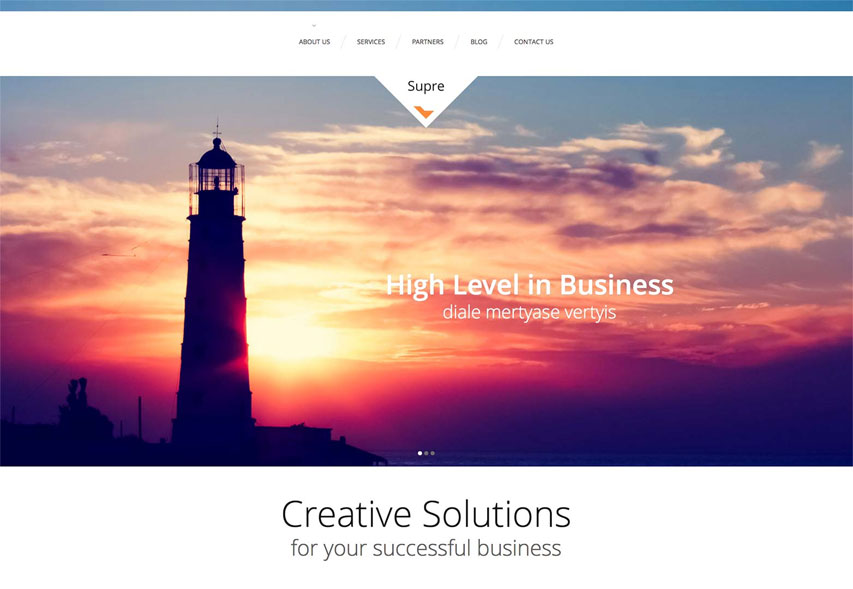 ABOUT US
SERVICES
PARTNERS
BLOG
CONTACT US
Supre
High Level in Business
diale mertyase vertyis
Creative Solutions
for your successful business